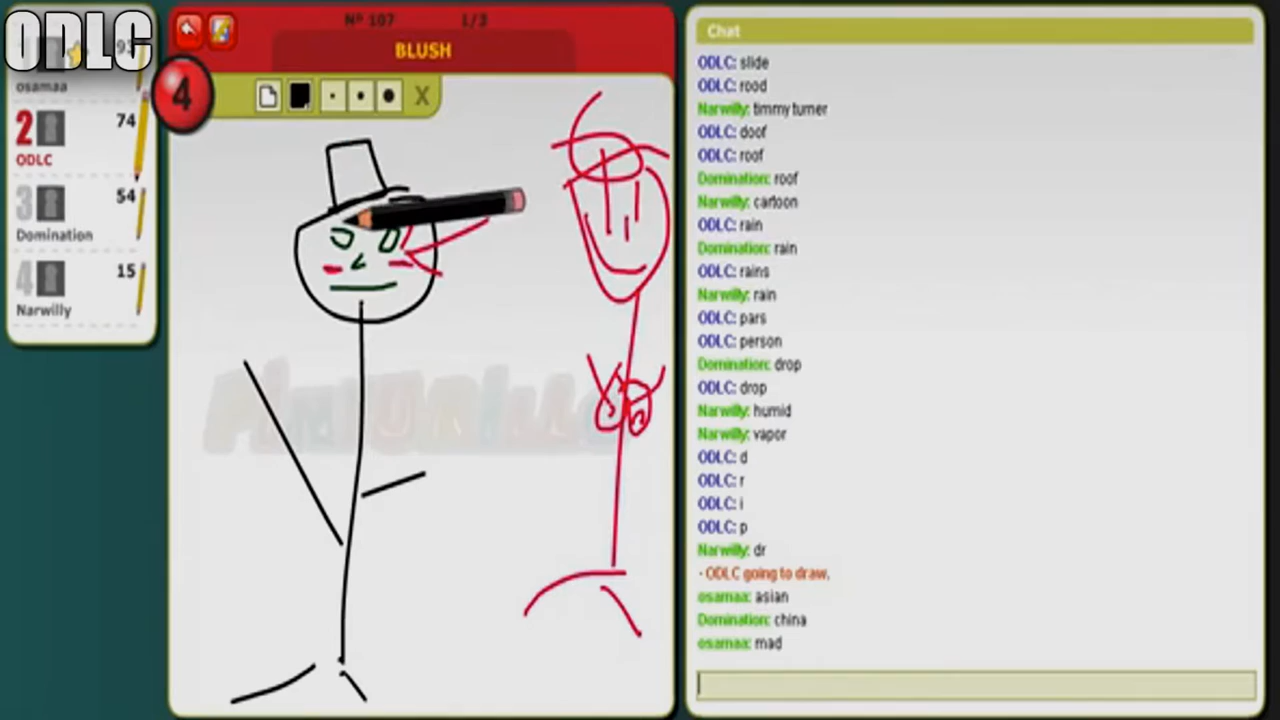 ODLC
93
osamaa
2
74
ODLC
3
54
Domination
4
15
Narwilly
Nº 107
1/3
BLUSH
4
X
PINTURILLO
Chat
ODLC: slide
ODLC: rood
Narwilly: timmy turner
ODLC: doof
ODLC: roof
Domination: roof
Narwilly: cartoon
ODLC: rain
Domination: rain
ODLC: rains
Narwilly: rain
ODLC: pars
ODLC: person
Domination: drop
ODLC: drop
Narwilly: humid
Narwilly: vapor
ODLC: d
ODLC: r
ODLC: i
ODLC: p
Narwilly: dr
- ODLC going to draw.
osamaa: asian
Domination: china
osamaa: mad